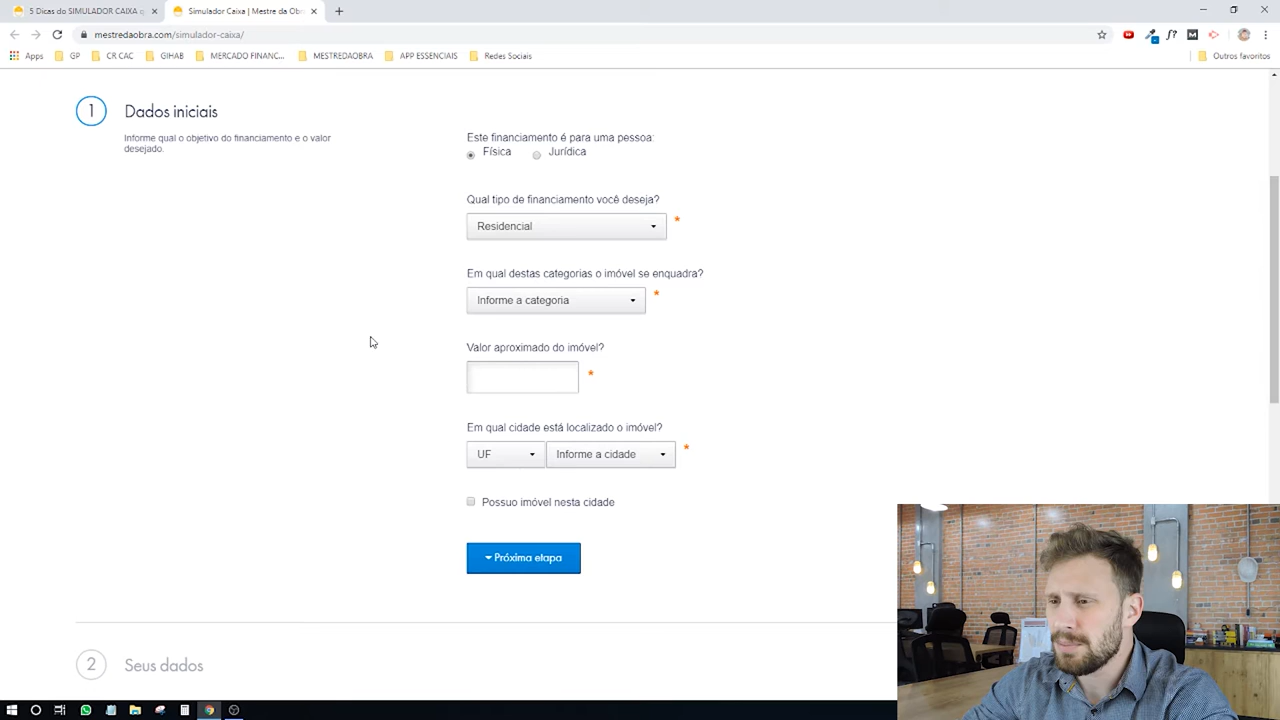 5 Dicas do SIMULADOR CAIXA q
Simulador Caixa | Mestre da Obr
mestredaobra.com/simulador-caixa/
Apps
GP
CR CAC
GIHAB
MERCADO FINANC...
MESTREDAOBRA
APP ESSENCIAIS
Redes Sociais
Outros favoritos
1 Dados iniciais
Informe qual o objetivo do financiamento e o valor
desejado.
Este financiamento é para uma pessoa:
Física
Jurídica
Qual tipo de financiamento você deseja?
Residencial *
Em qual destas categorias o imóvel se enquadra?
Informe a categoria *
Valor aproximado do imóvel?
*
Em qual cidade está localizado o imóvel?
UF
Informe a cidade *
Possuo imóvel nesta cidade
Próxima etapa
2 Seus dados